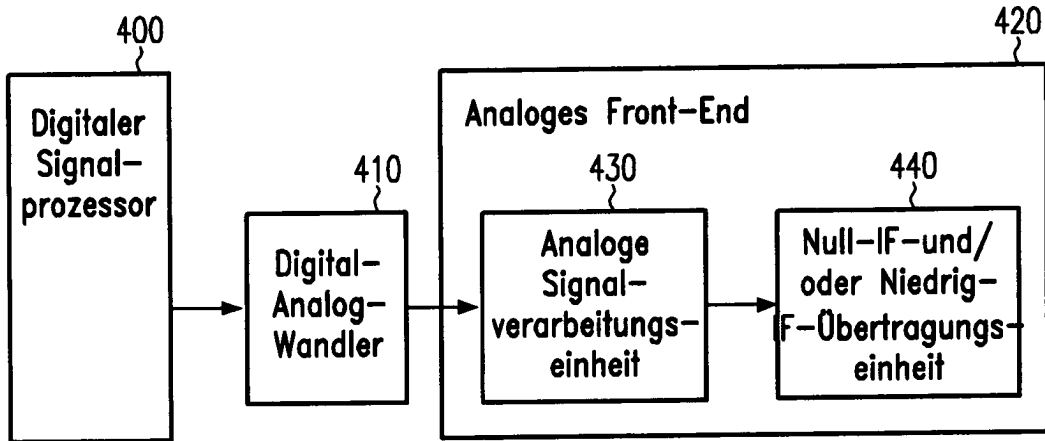 400
Digitaler
Signal-
prozessor
410
Digital-
Analog-
Wandler
420
Analoges Front-End
430
Analoge
Signal-
verarbeitungs-
einheit
440
Null-IF-und/
oder Niedrig-
IF-Übertragungs-
einheit